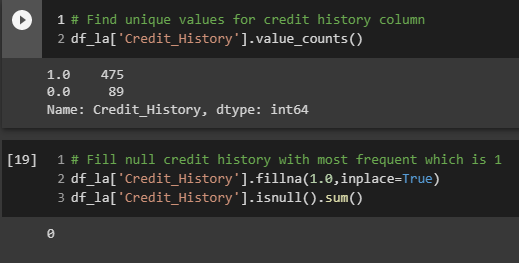 1 # Find unique values for credit history column
2 df_la['Credit_History'].value_counts()
1.0    475
0.0     89
Name: Credit_History, dtype: int64
[19] 1 # Fill null credit history with most frequent which is 1
2 df_la['Credit_History'].fillna(1.0,inplace=True)
3 df_la['Credit_History'].isnull().sum()
0